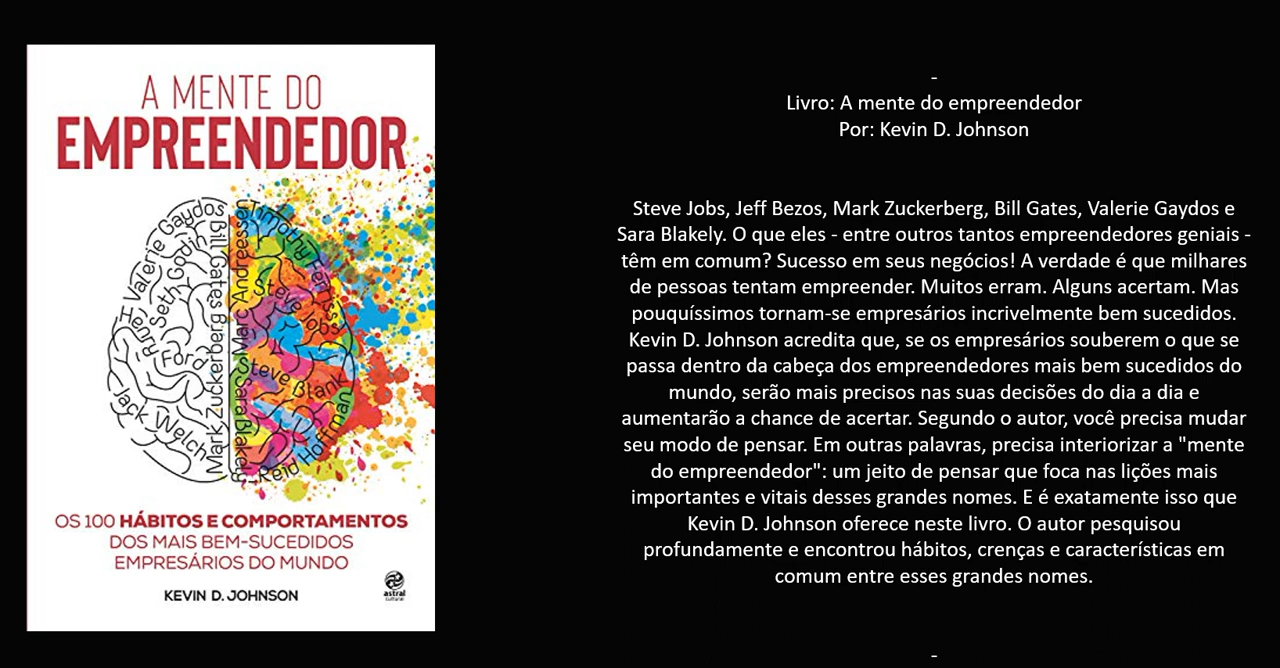 A MENTE DO
EMPREENDEDOR
H Valerie Gaydos
Seth Godin
Ford
Jack Welch
Bill Gates
Mark Zuckerberg
Marc Andreessen
Sara Blakely
Timothy Ferriss
Steve Jobs
Steve Blank
Reid Hoffman
OS 100 HÁBITOS E COMPORTAMENTOS
DOS MAIS BEM-SUCEDIDOS
EMPRESÁRIOS DO MUNDO
KEVIN D. JOHNSON
astral
cultural
-
Livro: A mente do empreendedor
Por: Kevin D. Johnson
Steve Jobs, Jeff Bezos, Mark Zuckerberg, Bill Gates, Valerie Gaydos e
Sara Blakely. O que eles - entre outros tantos empreendedores geniais -
têm em comum? Sucesso em seus negócios! A verdade é que milhares
de pessoas tentam empreender. Muitos erram. Alguns acertam. Mas
pouquíssimos tornam-se empresários incrivelmente bem sucedidos.
Kevin D. Johnson acredita que, se os empresários souberem o que se
passa dentro da cabeça dos empreendedores mais bem sucedidos do
mundo, serão mais precisos nas suas decisões do dia a dia e
aumentarão a chance de acertar. Segundo o autor, você precisa mudar
seu modo de pensar. Em outras palavras, precisa interiorizar a "mente
do empreendedor": um jeito de pensar que foca nas lições mais
importantes e vitais desses grandes nomes. E é exatamente isso que
Kevin D. Johnson oferece neste livro. O autor pesquisou
profundamente e encontrou hábitos, crenças e características em
comum entre esses grandes nomes.
-